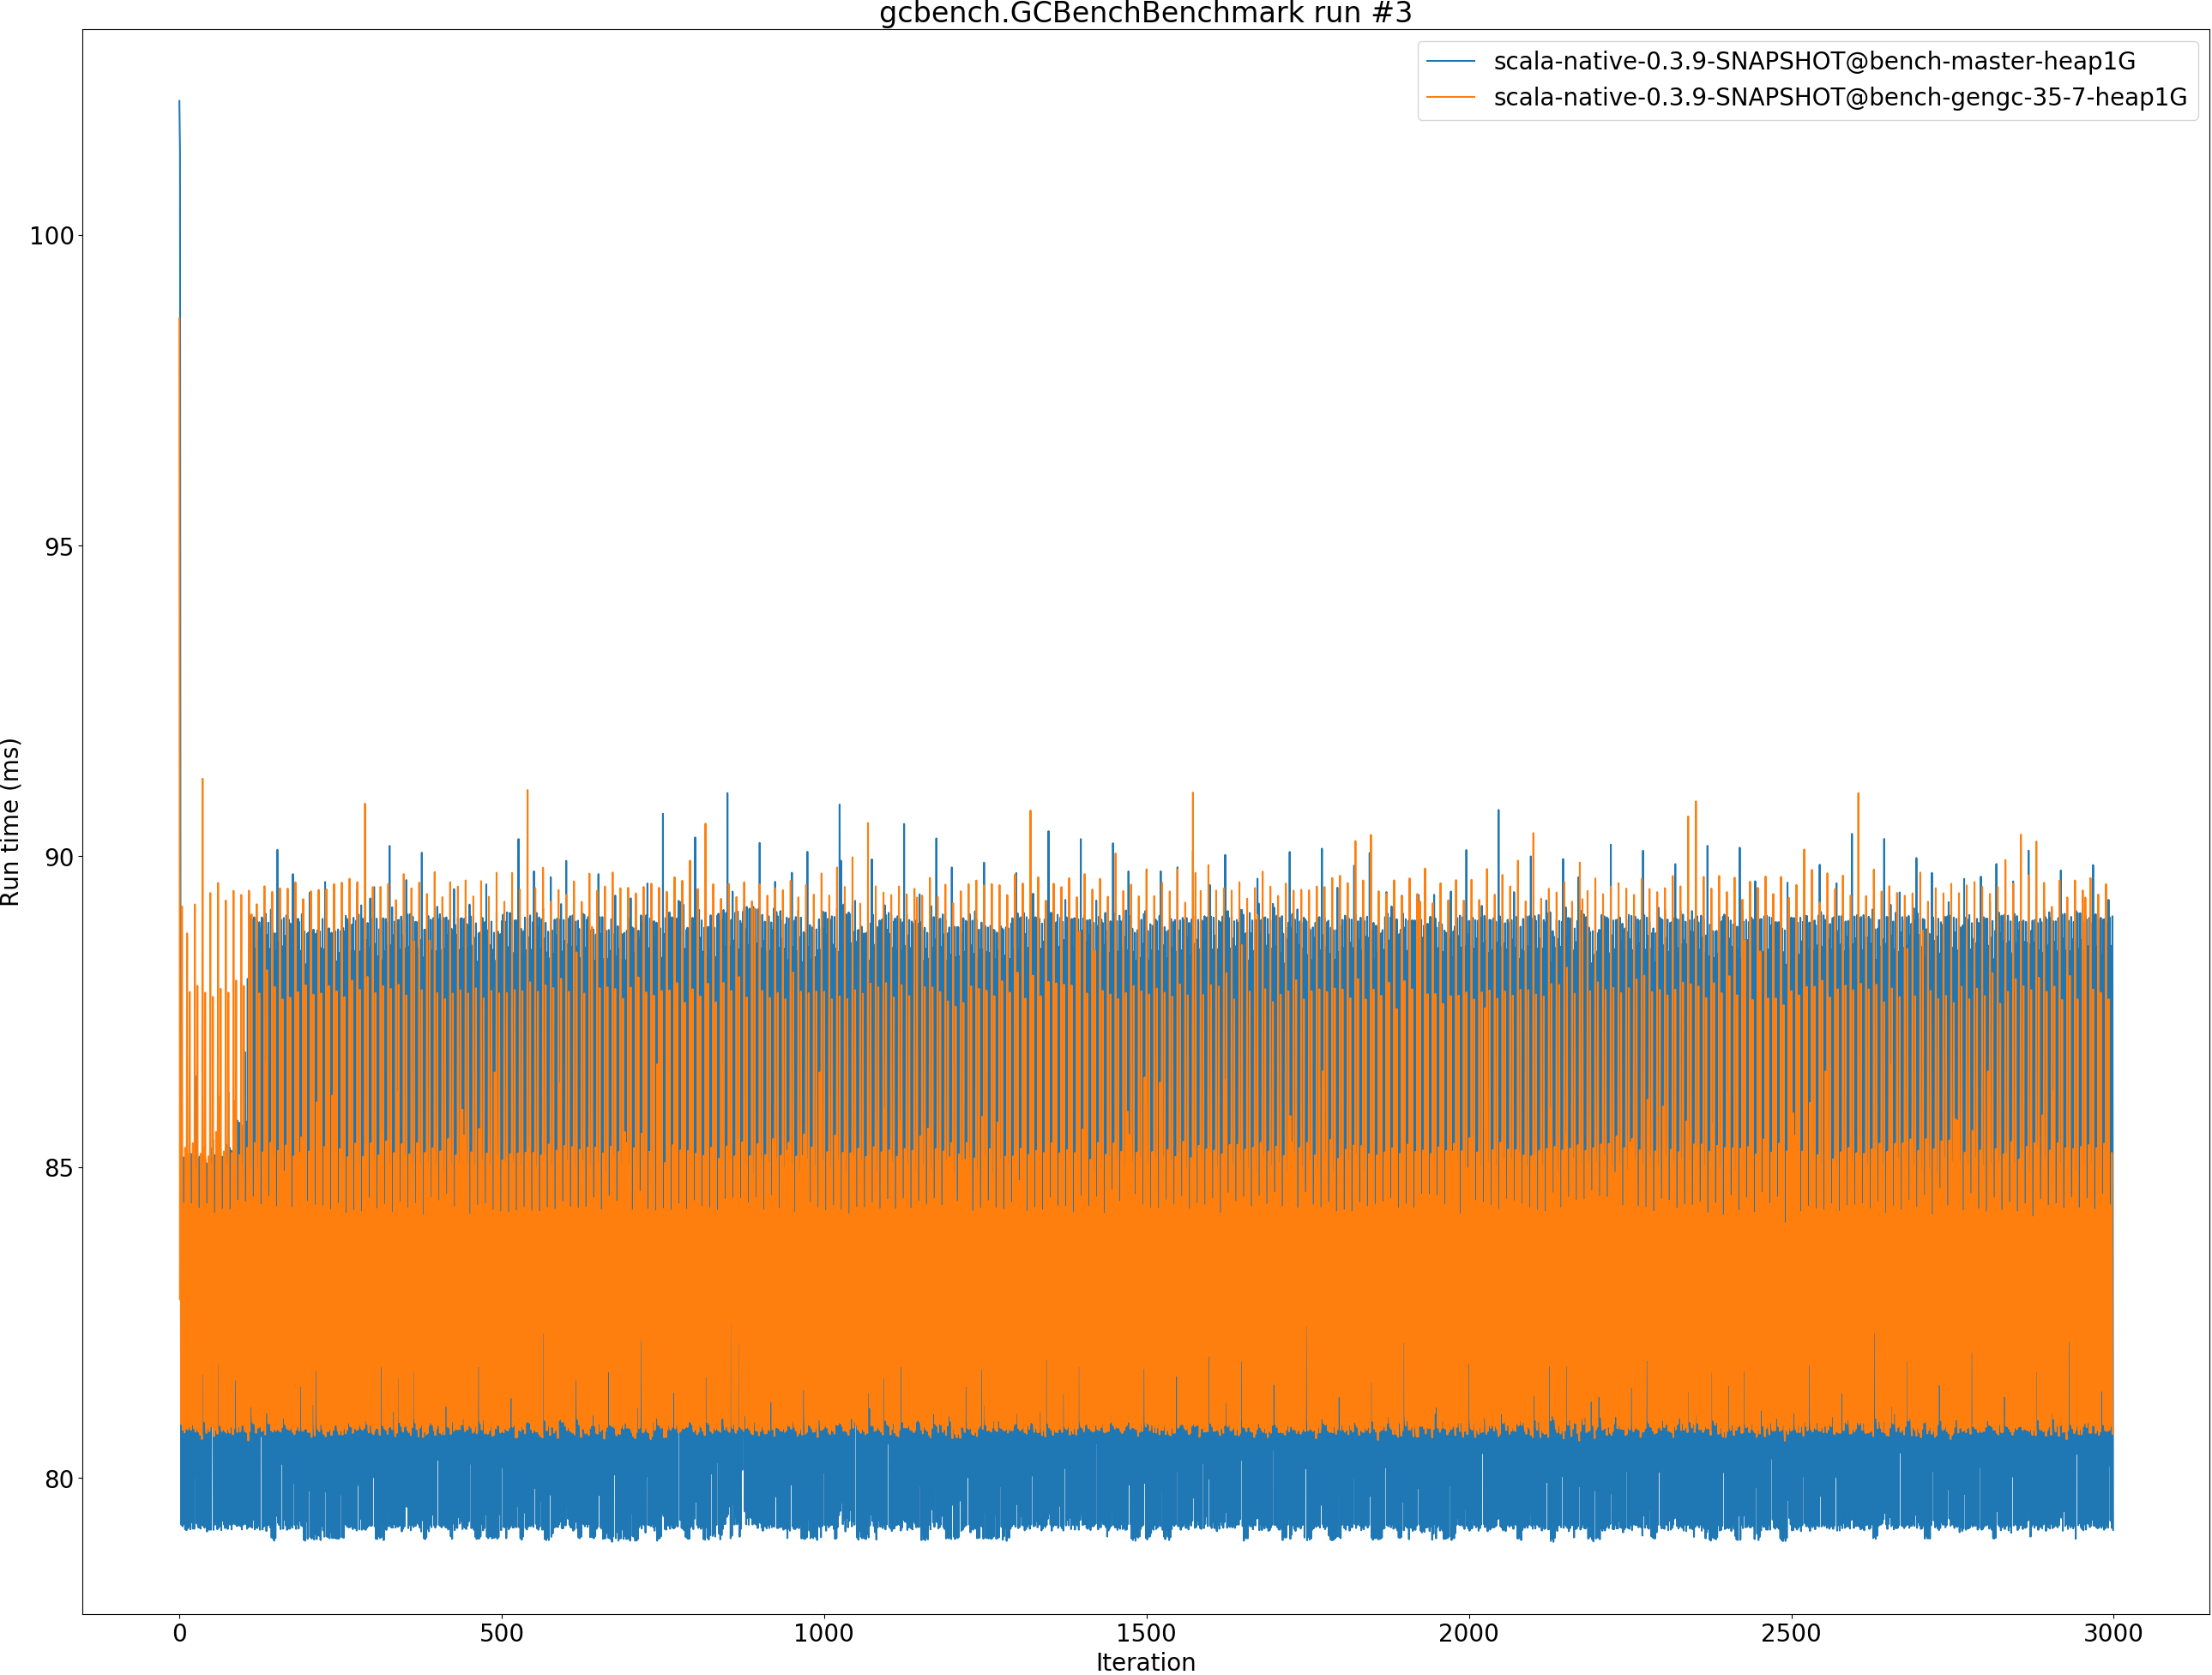 gcbench.GCBenchBenchmark run #3
scala-native-0.3.9-SNAPSHOT@bench-master-heap1G
scala-native-0.3.9-SNAPSHOT@bench-gengc-35-7-heap1G
Run time (ms)
100
95
90
85
80
0 500 1000 1500 2000 2500 3000
Iteration